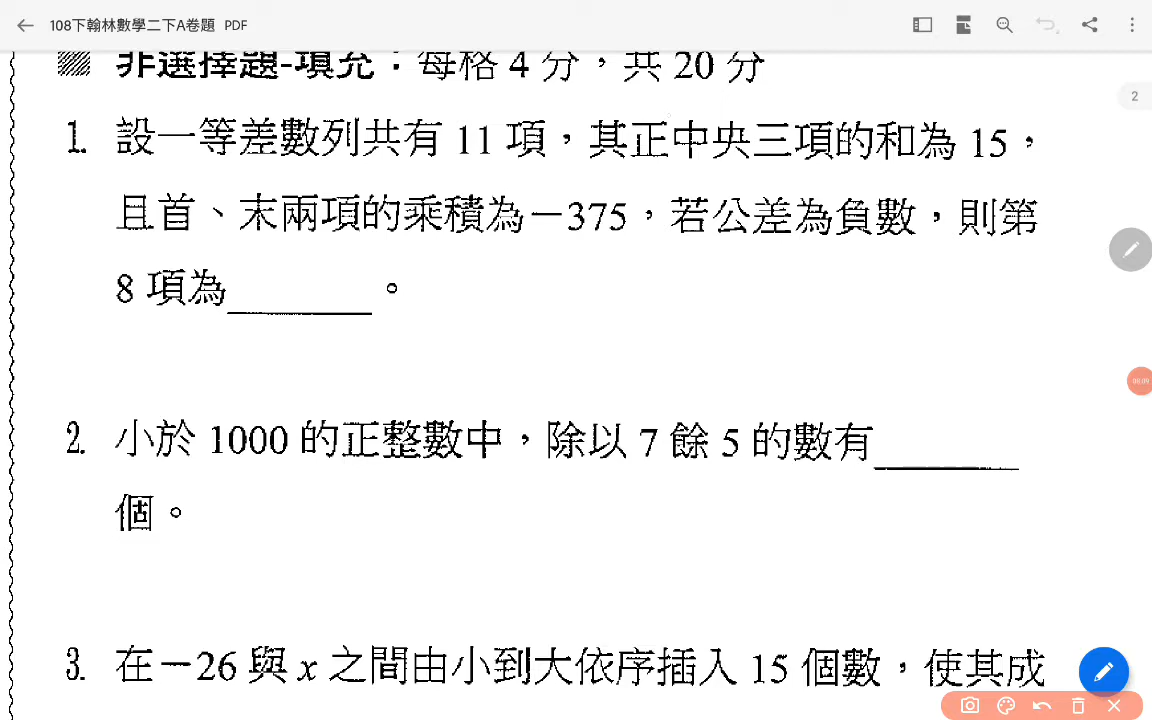 108下翰林數學二下A卷題 PDF
非選擇題-填充：每格 4 分，共 20 分
2
1. 設一等差數列共有 11 項，其正中央三項的和為 15，
且首、末兩項的乘積為－375，若公差為負數，則第
8 項為＿＿＿＿。
2. 小於 1000 的正整數中，除以 7 餘 5 的數有＿＿＿＿
個。
3. 在－26 與 x 之間由小到大依序插入 15 個數，使其成